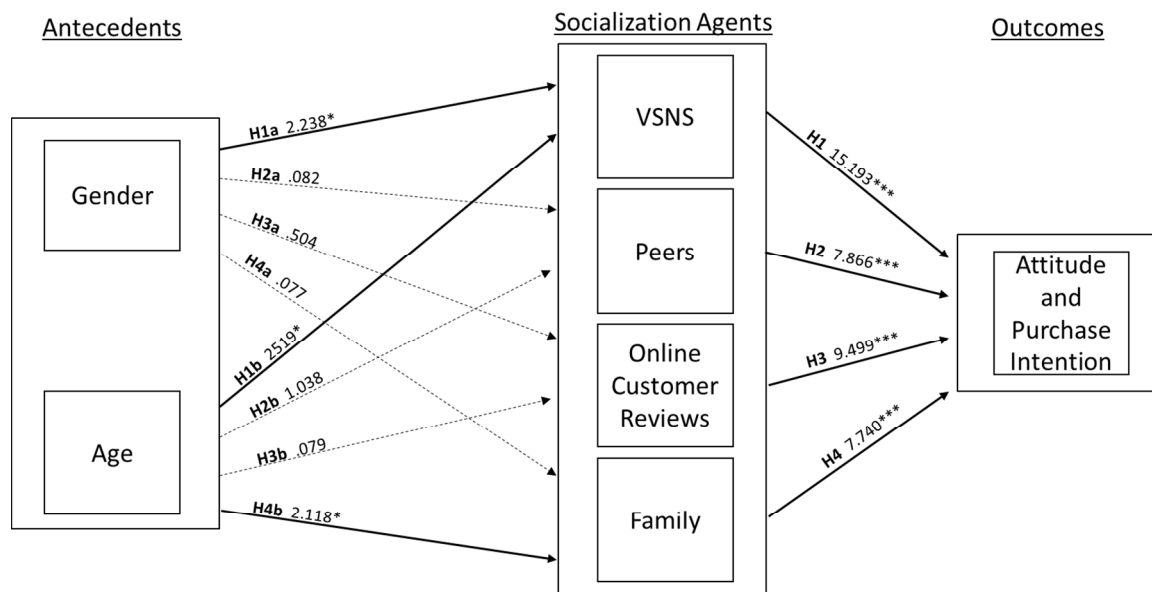 Antecedents
Socialization Agents
Outcomes
Gender
Age
H1a 2.238*
H2a .082
H3a .504
H4a .077
H1b 2519*
H2b 1.038
H3b .079
H4b 2.118*
VSNS
Peers
Online
Customer
Reviews
Family
H1 15.193***
H2 7.866***
H3 9.499***
H4 7.740***
Attitude
and
Purchase
Intention